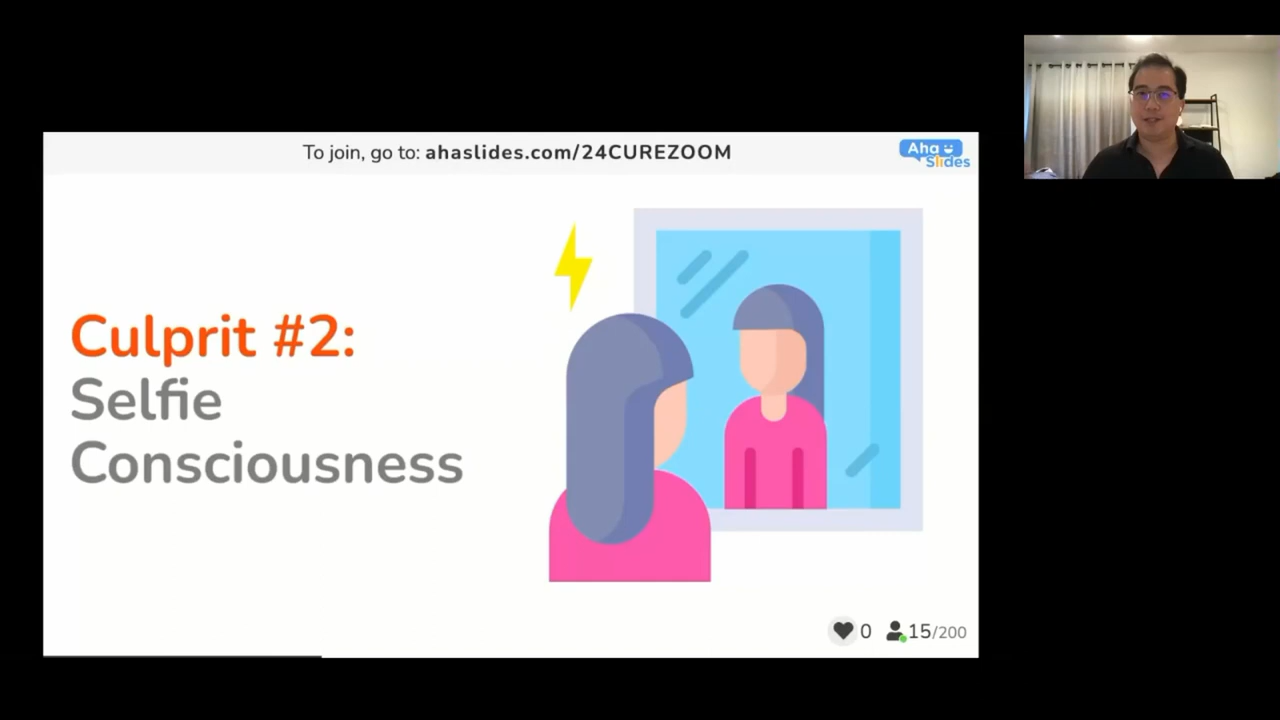 To join, go to: ahaslides.com/24CUREZOOM
Aha
Slides
Culprit #2:
Selfie
Consciousness
0 15/200